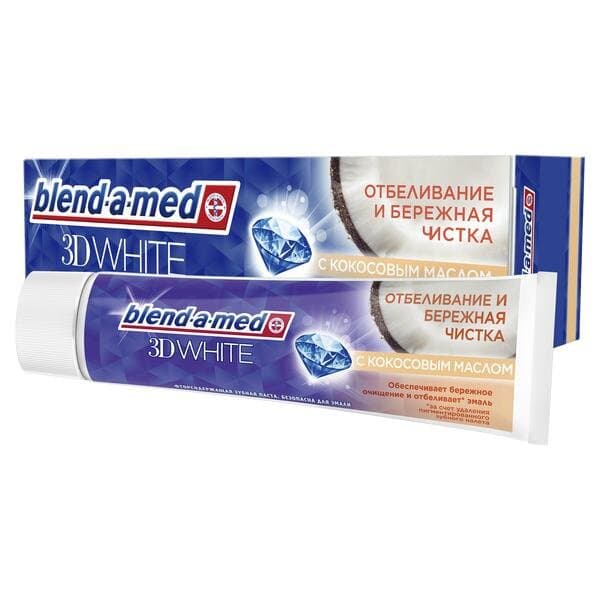 blend-a-med
3D WHITE
ОТБЕЛИВАНИЕ
И БЕРЕЖНАЯ
ЧИСТКА
С КОКОСОВЫМ МАСЛОМ
blend-a-med
blend-a-med
3D WHITE
ФТОРСОДЕРЖАЩАЯ ЗУБНАЯ ПАСТА. БЕЗОПАСНА ДЛЯ ЭМАЛИ
ОТБЕЛИВАНИЕ И
БЕРЕЖНАЯ
ЧИСТКА
С КОКОСОВЫМ МАСЛОМ
Обеспечивает бережное
очищение и отбеливает* эмаль
*за счет удаления
пигментированного
зубного налета